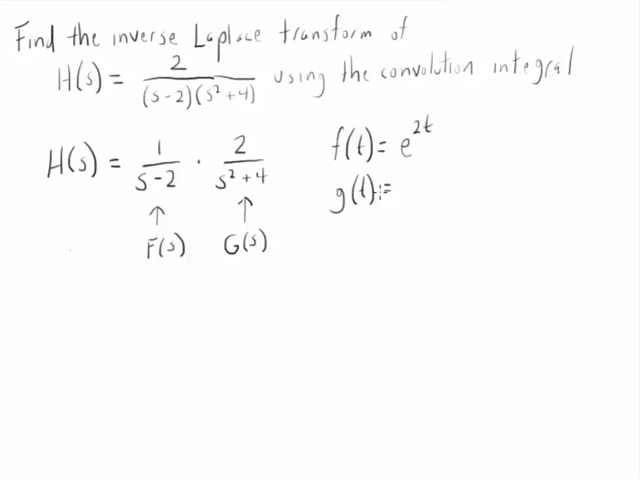 Find the inverse Laplace transform of
H(s) = 2 / (s-2)(s²+4) using the convolution integral
H(s) = 1 / s-2 · 2 / s²+4
↑ ↑
F(s) G(s)
f(t) = e^2t
g(t) =